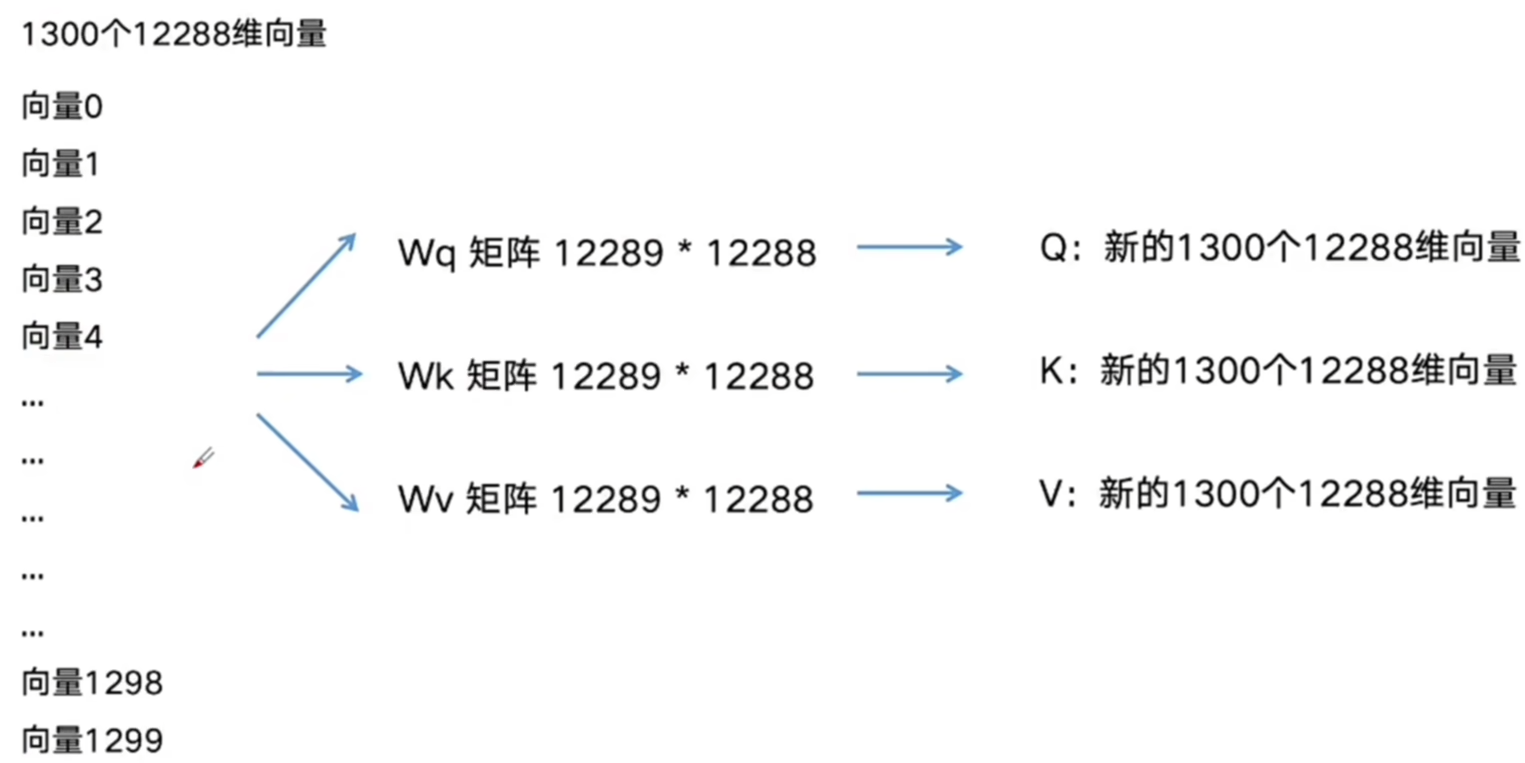 1300个12288维向量
向量0
向量1
向量2
向量3
向量4
...
...
...
...
...
向量1298
向量1299
Wq 矩阵 12289 * 12288
Q：新的1300个12288维向量
Wk 矩阵 12289 * 12288
K：新的1300个12288维向量
Wv 矩阵 12289 * 12288
V：新的1300个12288维向量